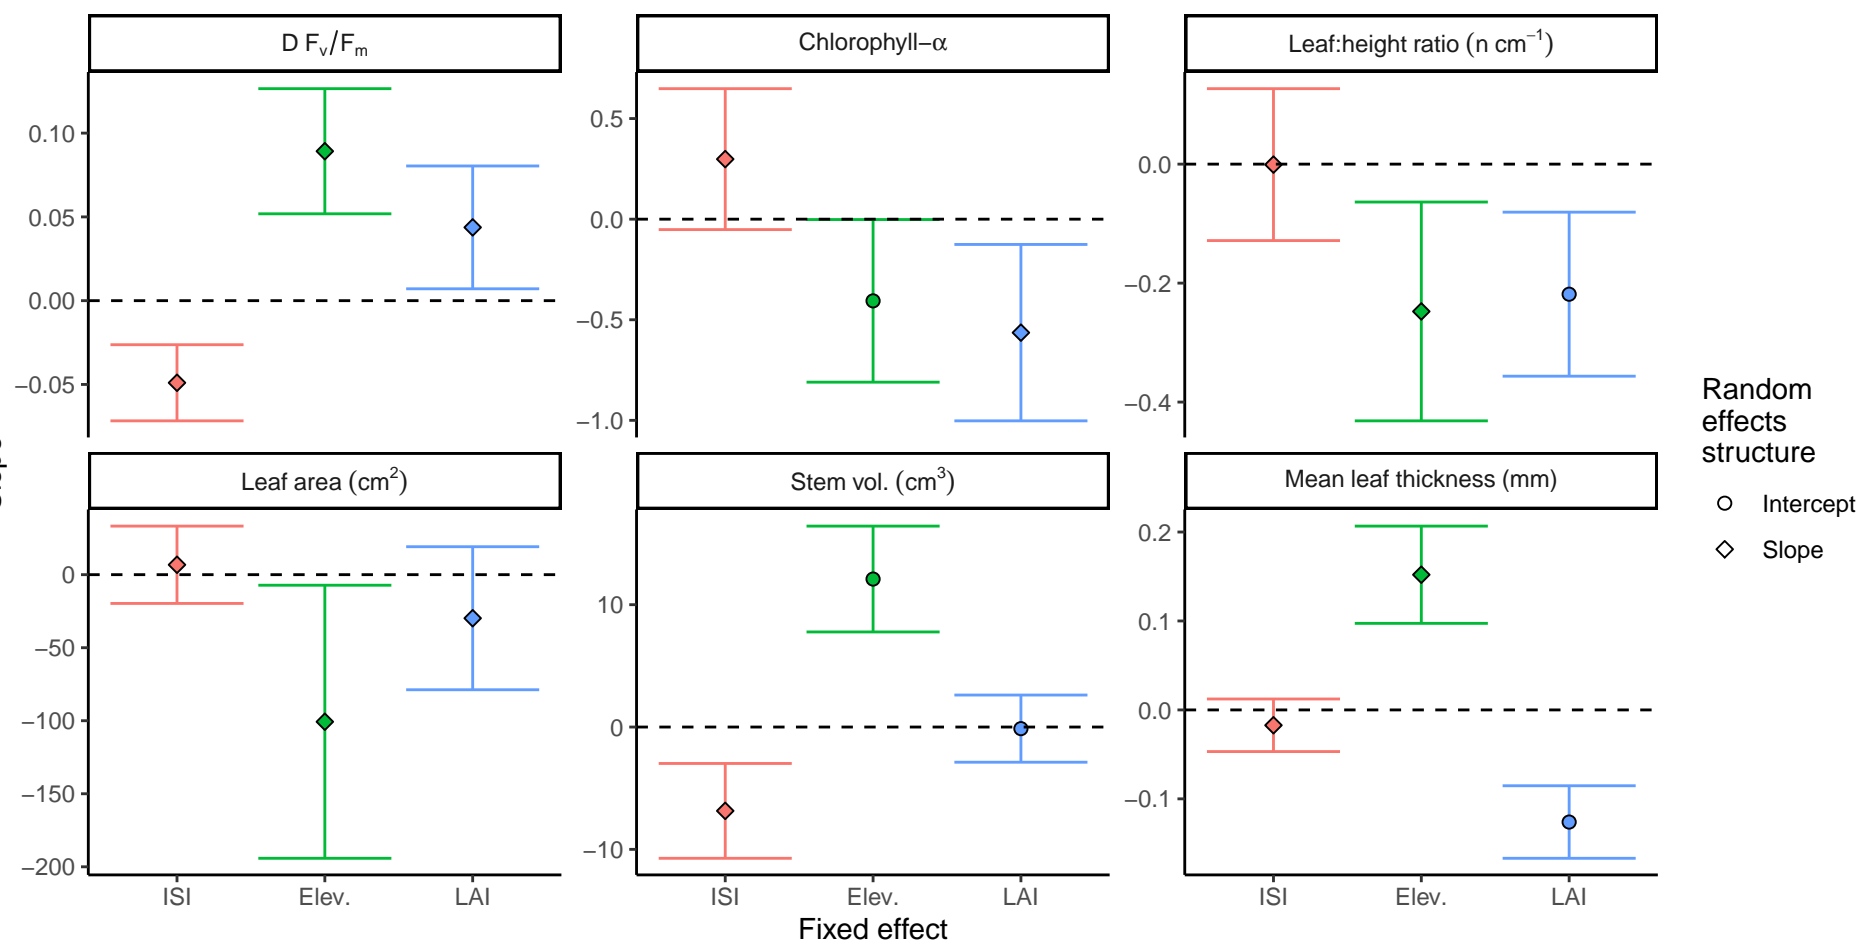 D Fv/Fm
Chlorophyll−α
Leaf:height ratio (n cm⁻¹)
0.10
0.05
0.00
−0.05
0.5
0.0
−0.5
−1.0
0.0
−0.2
−0.4
Leaf area (cm²)
Stem vol. (cm³)
Mean leaf thickness (mm)
0
−50
−100
−150
−200
10
0
−10
0.2
0.1
0.0
−0.1
ISI Elev. LAI
ISI Elev. LAI
ISI Elev. LAI
Fixed effect
Random
effects
structure
Intercept
Slope